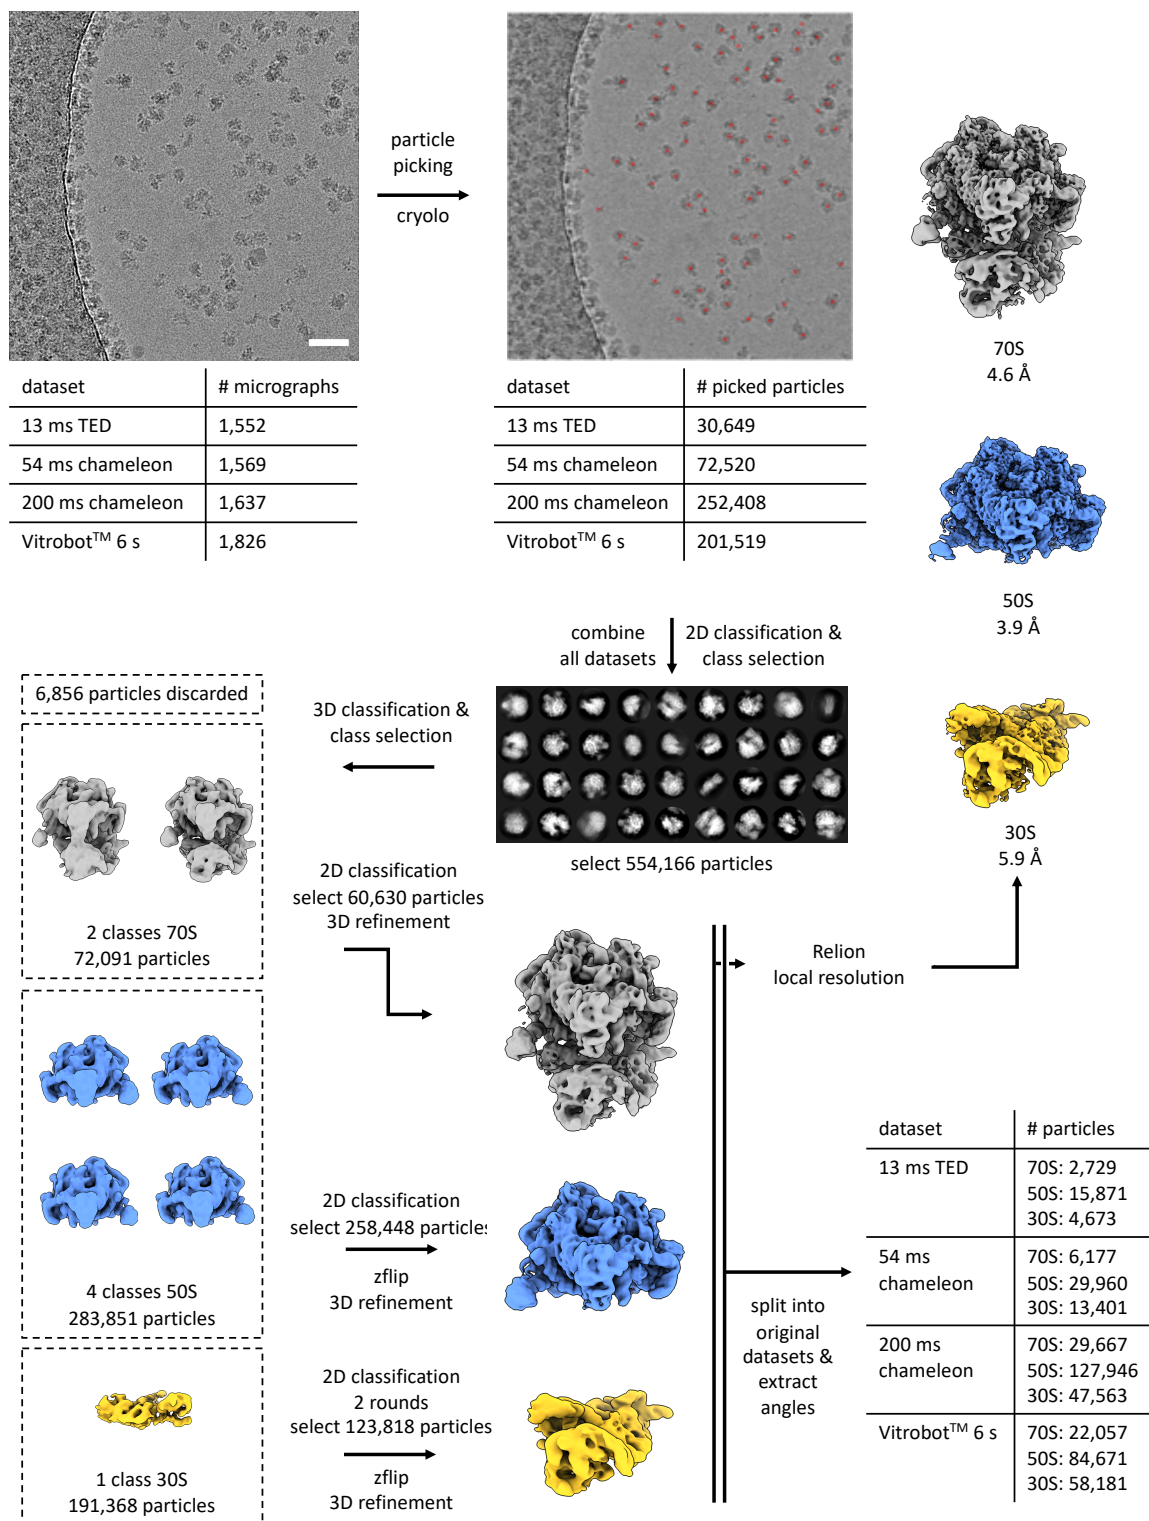 particle
picking
cryolo
dataset # micrographs
13 ms TED 1,552
54 ms chameleon 1,569
200 ms chameleon 1,637
Vitrobot™ 6 s 1,826
dataset # picked particles
13 ms TED 30,649
54 ms chameleon 72,520
200 ms chameleon 252,408
Vitrobot™ 6 s 201,519
70S
4.6 Å
50S
3.9 Å
30S
5.9 Å
combine
all datasets
2D classification &
class selection
select 554,166 particles
3D classification &
class selection
6,856 particles discarded
2 classes 70S
72,091 particles
4 classes 50S
283,851 particles
1 class 30S
191,368 particles
2D classification
select 60,630 particles
3D refinement
2D classification
select 258,448 particles
zflip
3D refinement
2D classification
2 rounds
select 123,818 particles
zflip
3D refinement
Relion
local resolution
split into
original
datasets &
extract
angles
dataset # particles
13 ms TED 70S: 2,729
50S: 15,871
30S: 4,673
54 ms 70S: 6,177
chameleon 50S: 29,960
30S: 13,401
200 ms 70S: 29,667
chameleon 50S: 127,946
30S: 47,563
Vitrobot™ 6 s 70S: 22,057
50S: 84,671
30S: 58,181